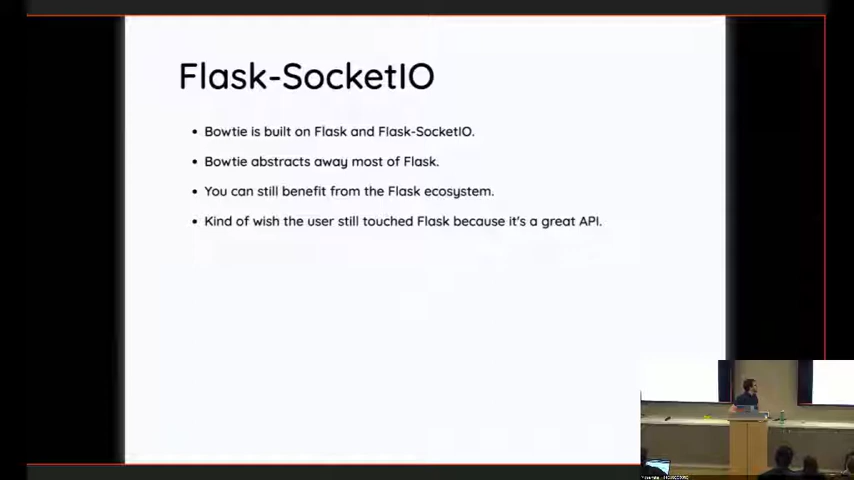 Flask-SocketIO
• Bowtie is built on Flask and Flask-SocketIO.
• Bowtie abstracts away most of Flask.
• You can still benefit from the Flask ecosystem.
• Kind of wish the user still touched Flask because it's a great API.